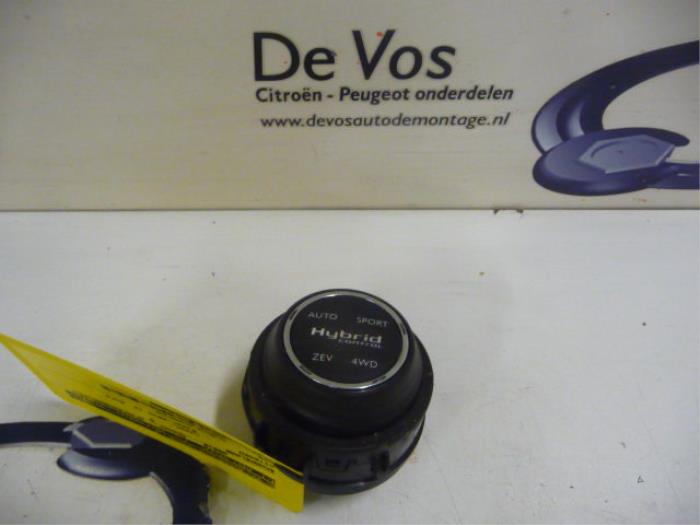 De Vos
Citroën - Peugeot onderdelen
www.devosautodemontage.nl
AUTO SPORT
Hybrid
CONTROL
ZEV 4WD